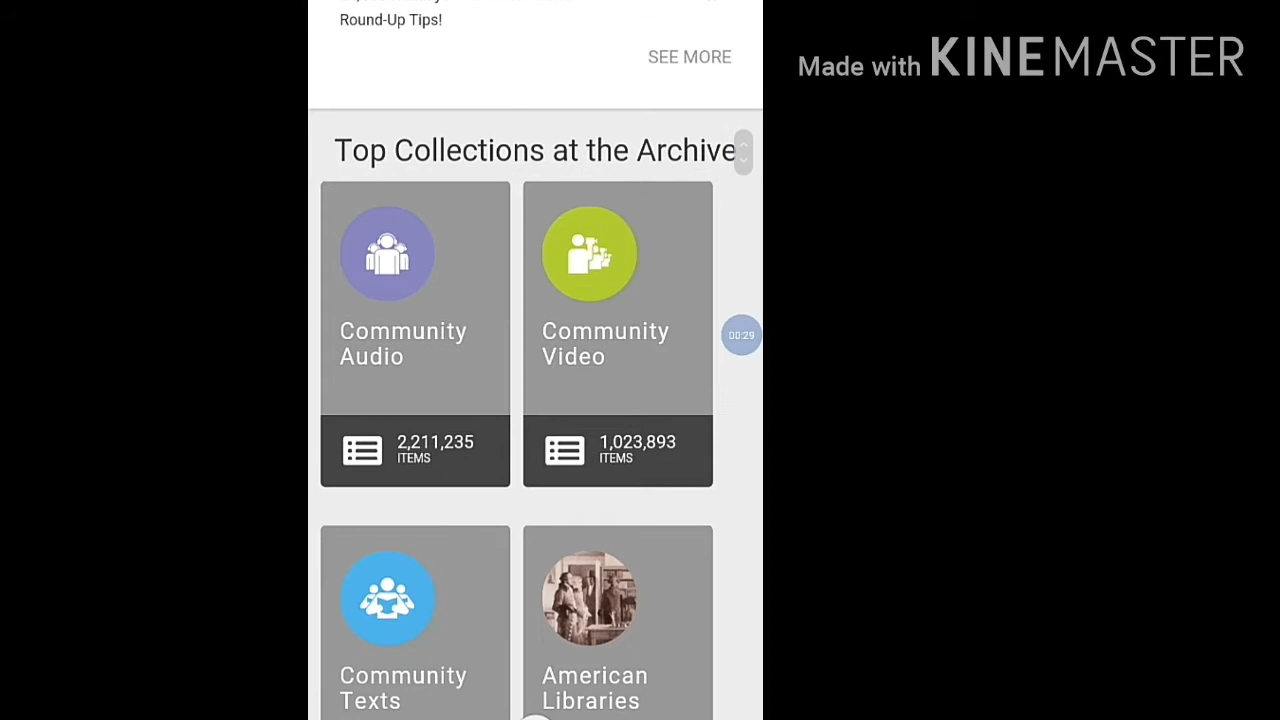 Round-Up Tips!
SEE MORE
Made with KINEMASTER
Top Collections at the Archive
Community
Audio
2,211,235
ITEMS
Community
Video
1,023,893
ITEMS
00:29
Community
Texts
American
Libraries